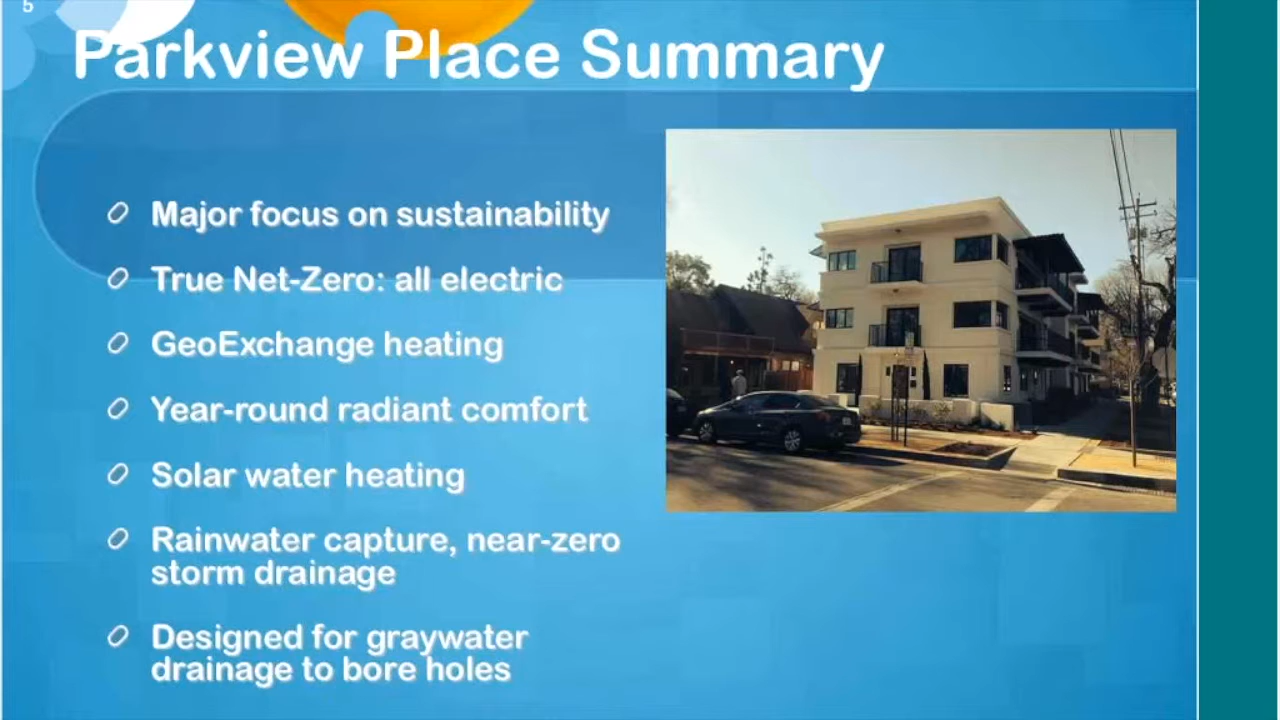 5
Parkview Place Summary
Major focus on sustainability
True Net-Zero: all electric
GeoExchange heating
Year-round radiant comfort
Solar water heating
Rainwater capture, near-zero
storm drainage
Designed for graywater
drainage to bore holes